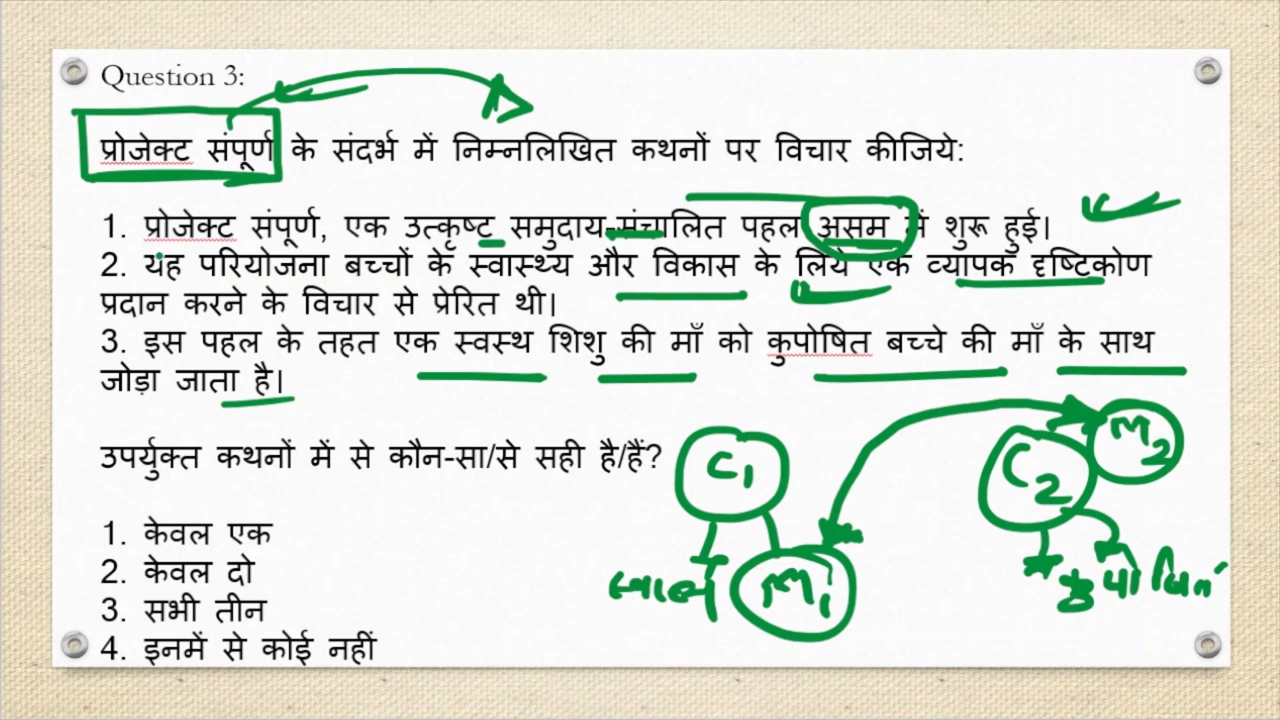 Question 3:
प्रोजेक्ट संपूर्ण के संदर्भ में निम्नलिखित कथनों पर विचार कीजिये:
1. प्रोजेक्ट संपूर्ण, एक उत्कृष्ट समुदाय-संचालित पहल असम में शुरू हुई।
2. यह परियोजना बच्चों के स्वास्थ्य और विकास के लिये एक व्यापक दृष्टिकोण
प्रदान करने के विचार से प्रेरित थी।
3. इस पहल के तहत एक स्वस्थ शिशु की माँ को कुपोषित बच्चे की माँ के साथ
जोड़ा जाता है।
उपर्युक्त कथनों में से कौन-सा/से सही है/हैं?
C1
C2
M2
M1
1. केवल एक
2. केवल दो
3. सभी तीन
4. इनमें से कोई नहीं